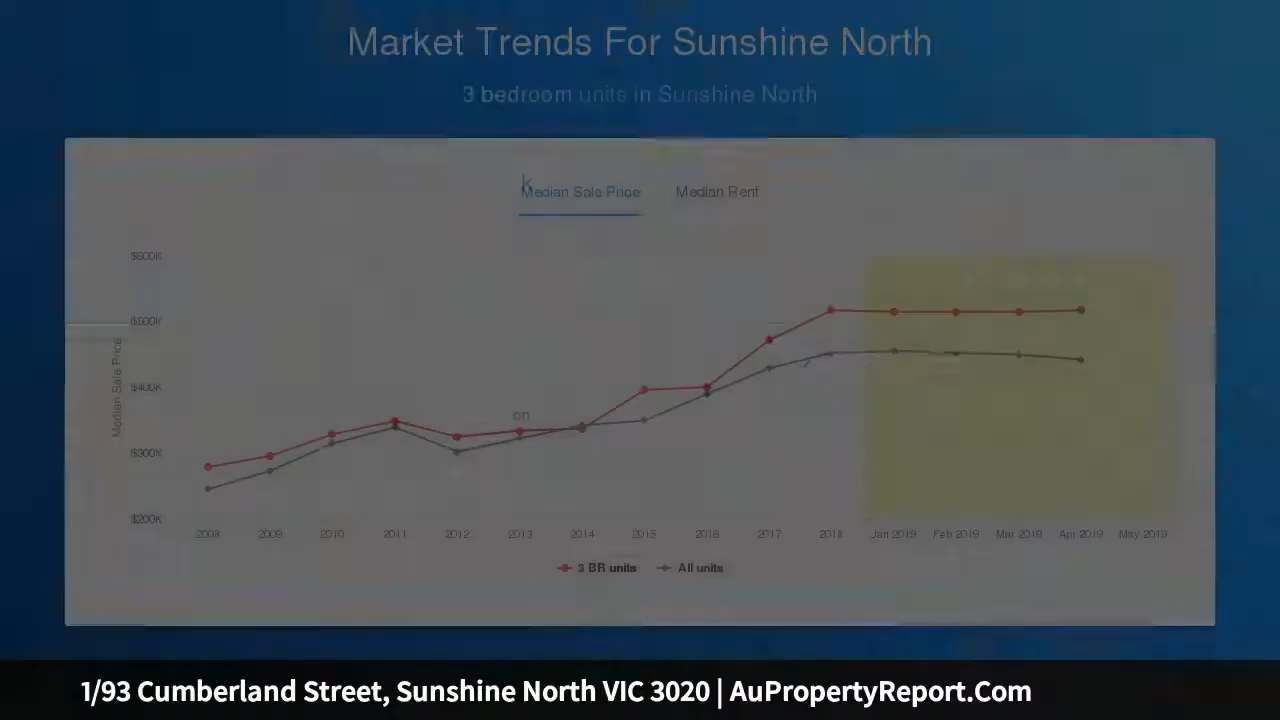 Market Trends For Sunshine North
3 bedroom units in Sunshine North
k
Median Sale Price Median Rent
$600K
$500K
$400K
$300K
$200K
Median Sale Price
on
2008 2009 2010 2011 2012 2013 2014 2015 2016 2017 2018 Jan 2019 Feb 2019 Mar 2019 Apr 2019 May 2019
3 BR units All units
1/93 Cumberland Street, Sunshine North VIC 3020 | AuPropertyReport.Com